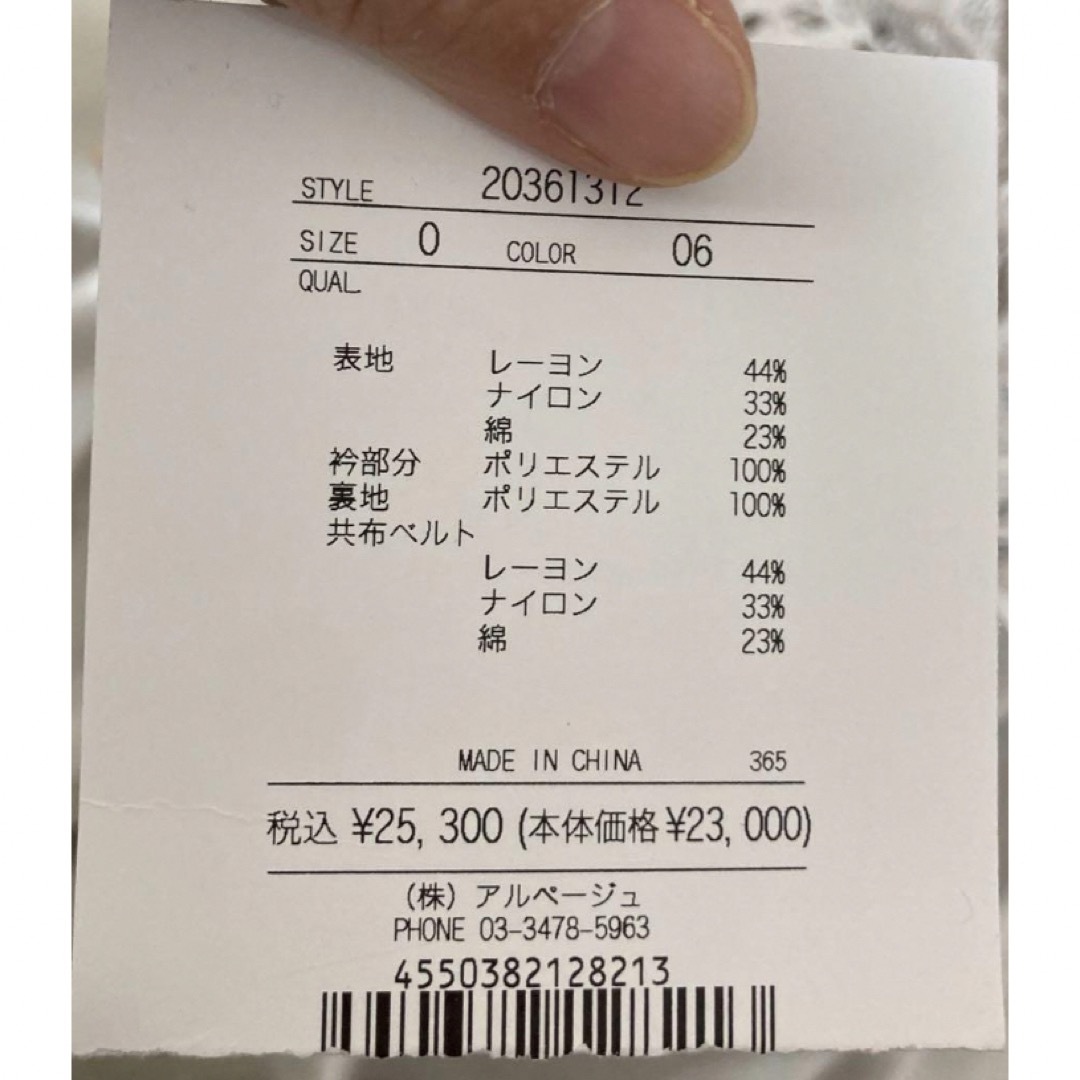 STYLE 20361312
SIZE 0 COLOR 06
QUAL
表地 レーヨン 44%
ナイロン 33%
綿 23%
衿部分 ポリエステル 100%
裏地 ポリエステル 100%
共布ベルト
レーヨン 44%
ナイロン 33%
綿 23%
MADE IN CHINA 365
税込 ¥25, 300 (本体価格 ¥23, 000)
(株) アルページュ
PHONE 03-3478-5963
4550382128213